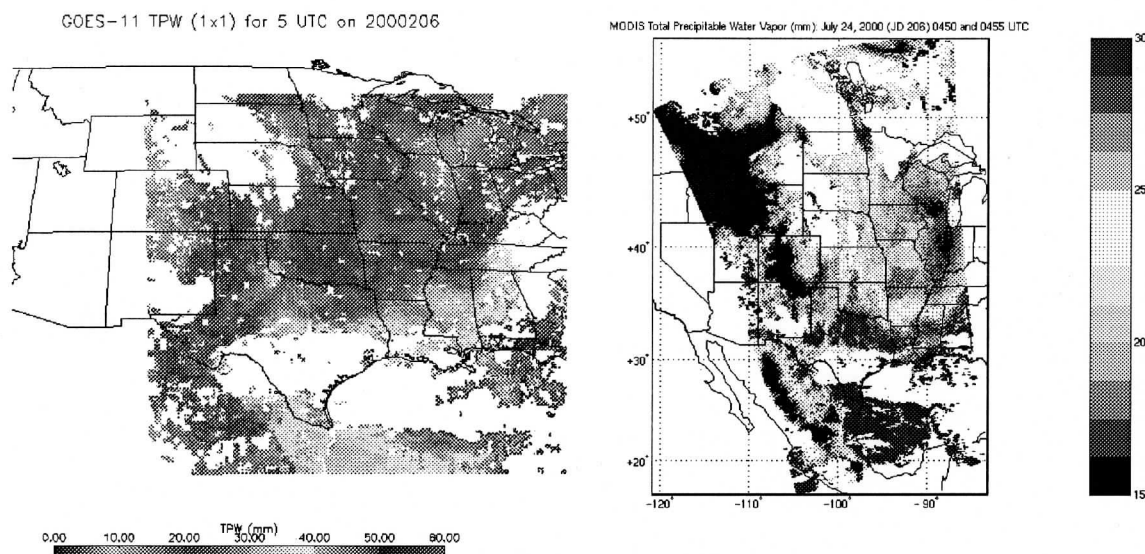 GOES-11 TPW (1x1) for 5 UTC on 2000206
TPW (mm)
0.00 10.00 20.00 30.00 40.00 50.00 60.00
MODIS Total Precipitable Water Vapor (mm): July 24, 2000 (JD 206) 0450 and 0455 UTC
+50°
+40°
+30°
+20°
-120° -110° -100° -90°
30
25
20
15